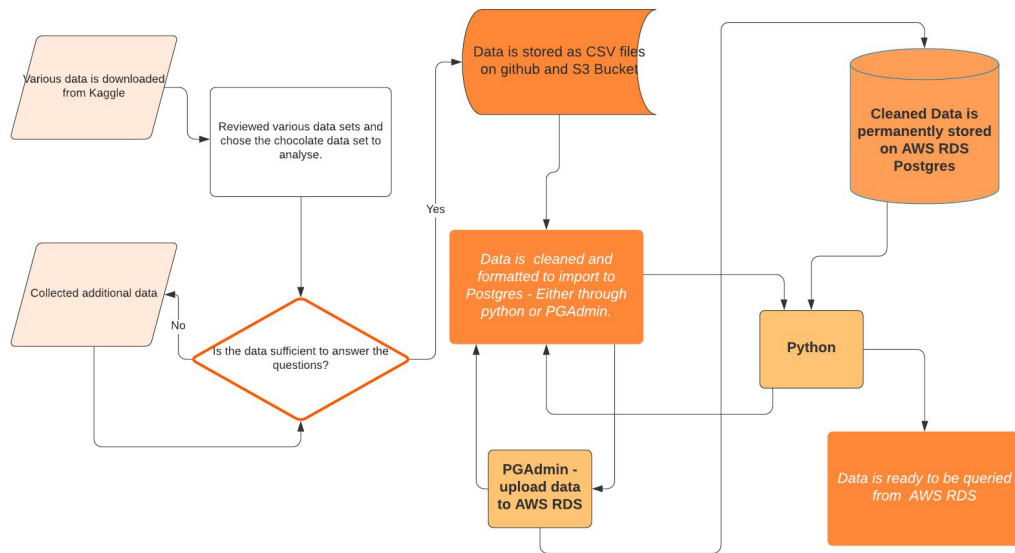 Various data is downloaded
from Kaggle
Reviewed various data sets and
chose the chocolate data set to
analyse.
Collected additional data
No
Is the data sufficient to answer the
questions?
Yes
Data is stored as CSV files
on github and S3 Bucket
Data is cleaned and
formatted to import to
Postgres - Either through
python or PGAdmin.
PGAdmin -
upload data
to AWS RDS
Cleaned Data is
permanently stored
on AWS RDS
Postgres
Python
Data is ready to be queried
from AWS RDS